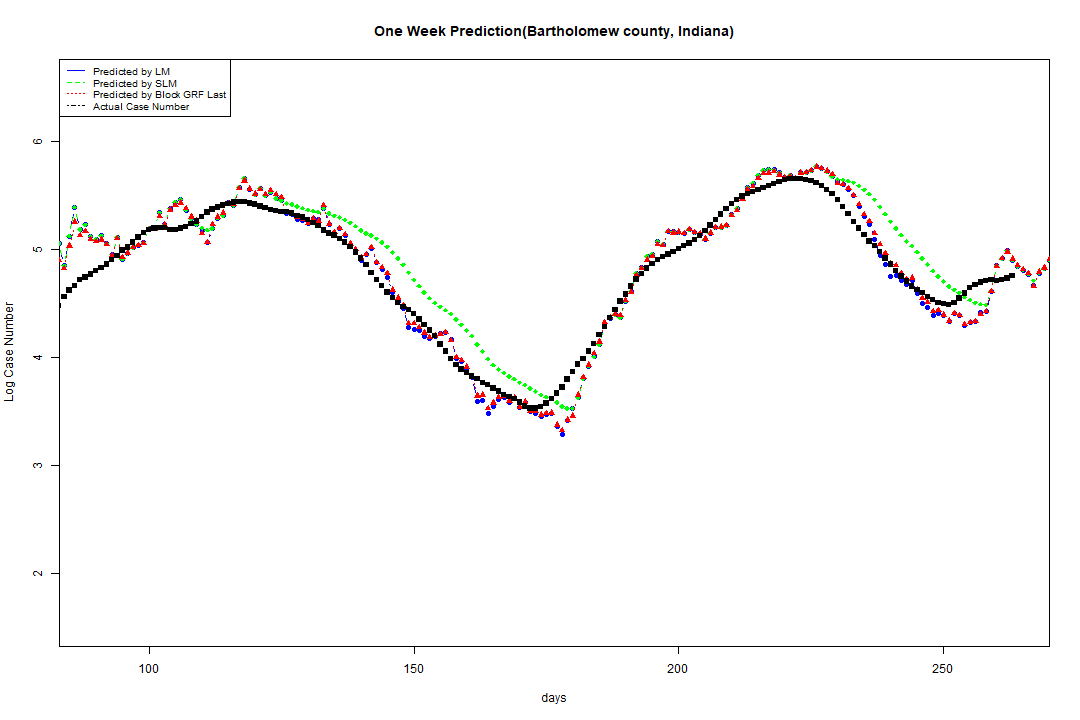 One Week Prediction(Bartholomew county, Indiana)
Predicted by LM
Predicted by SLM
Predicted by Block GRF Last
Actual Case Number
Log Case Number
6
5
4
3
2
100 150 200 250
days